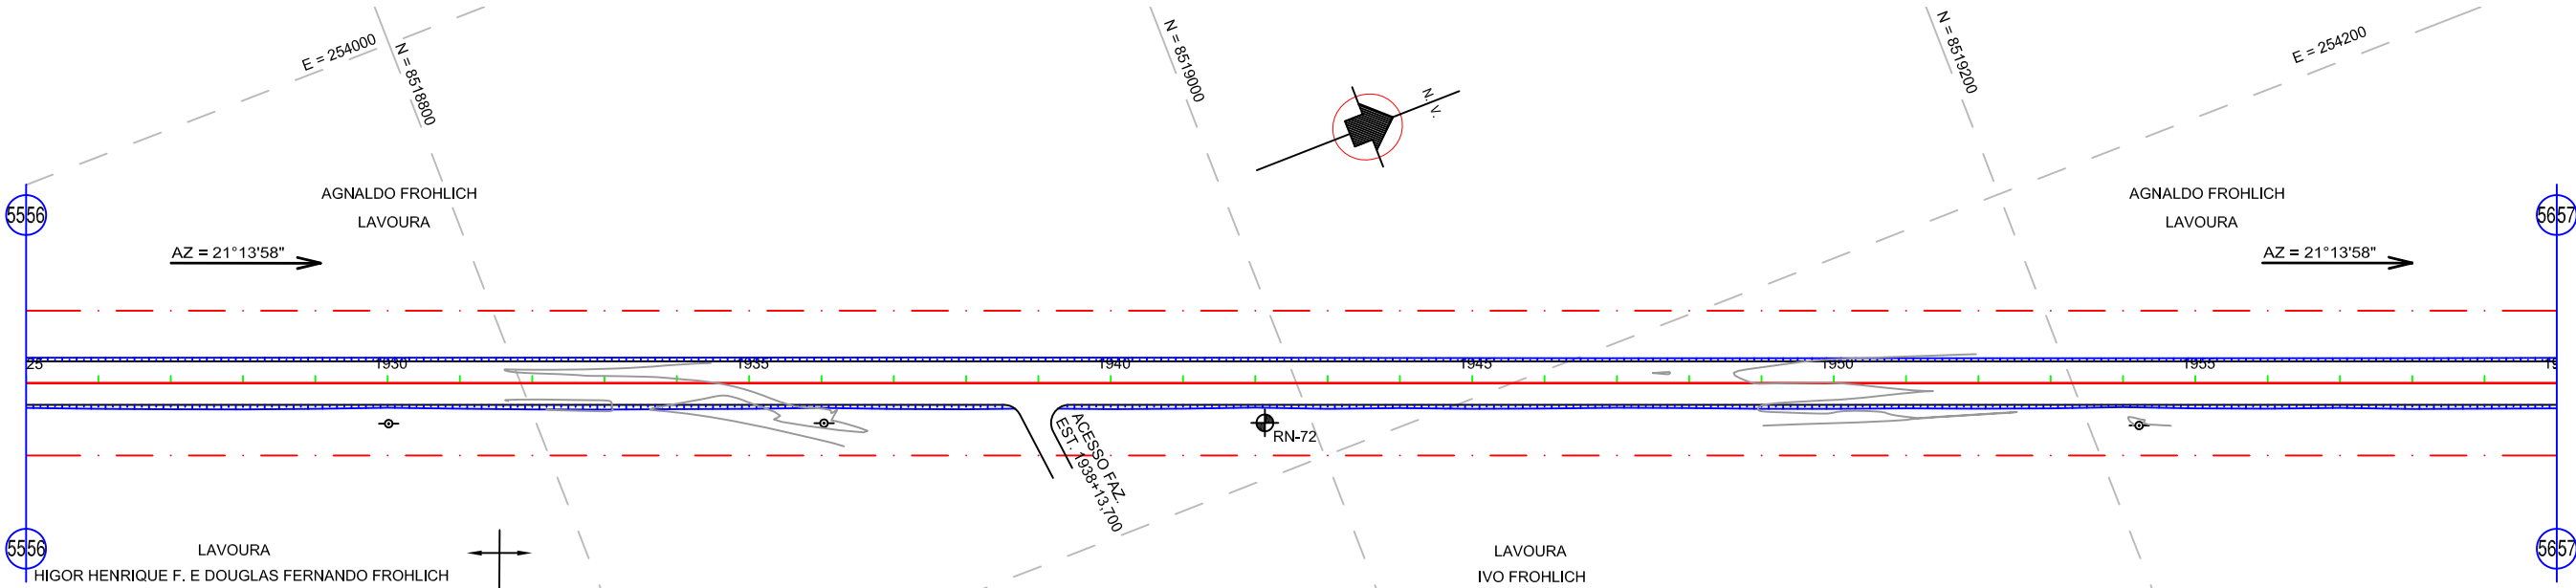 E = 254000
N = 8518800
N = 8519000
N = 8519200
E = 254200
N. V.
5556
AGNALDO FROHLICH
LAVOURA
AGNALDO FROHLICH
LAVOURA
5657
AZ = 21°13'58"
AZ = 21°13'58"
25
1930
1935
1940
1945
1950
1955
19
RN-72
ACESSO FAZ.
EST. 1938+13,700
5556
LAVOURA
HIGOR HENRIQUE F. E DOUGLAS FERNANDO FROHLICH
LAVOURA
IVO FROHLICH
5657